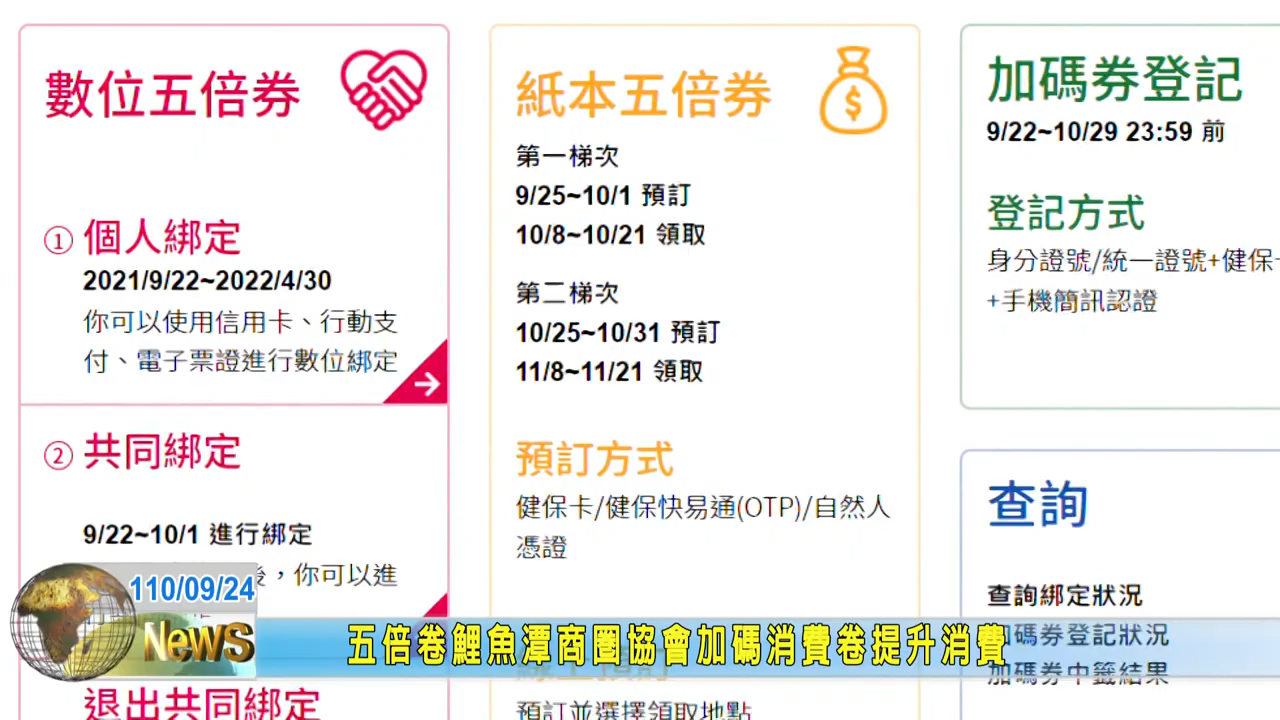 數位五倍券
① 個人綁定
2021/9/22~2022/4/30
你可以使用信用卡、行動支
付、電子票證進行數位綁定
② 共同綁定
9/22~10/1 進行綁定
後，你可以進
退出共同綁定
紙本五倍券
第一梯次
9/25~10/1 預訂
10/8~10/21 領取
第二梯次
10/25~10/31 預訂
11/8~11/21 領取
預訂方式
健保卡/健保快易通(OTP)/自然人
憑證
預訂並選擇領取地點
加碼券登記
9/22~10/29 23:59 前
登記方式
身分證號/統一證號+健保卡
+手機簡訊認證
查詢
查詢綁定狀況
加碼券登記狀況
加碼券中籤結果
110/09/24
NewS
五倍卷鯉魚潭商圈協會加碼消費卷提升消費